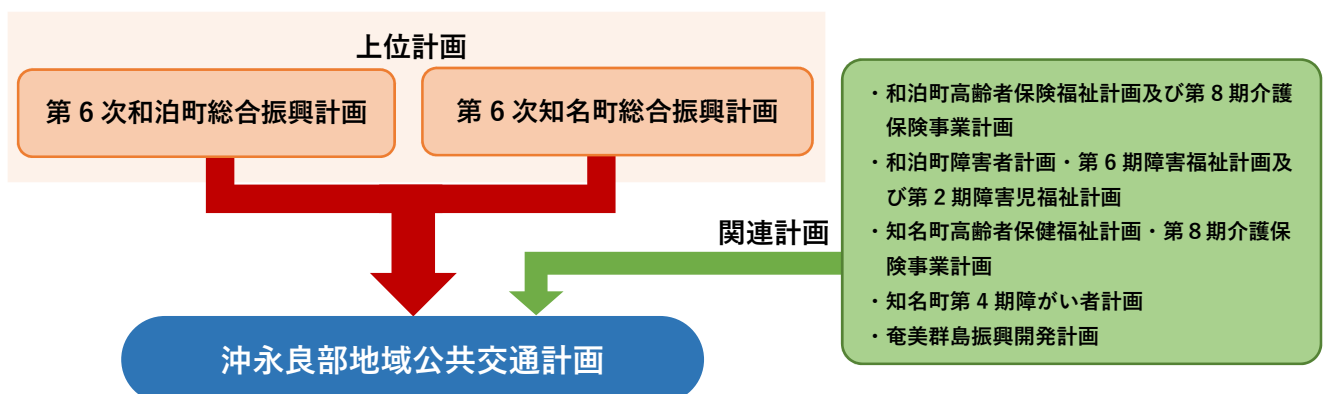 上位計画
第6次和泊町総合振興計画
第6次知名町総合振興計画
・和泊町高齢者保険福祉計画及び第8期介護
保険事業計画
・和泊町障害者計画・第6期障害福祉計画及
び第2期障害児福祉計画
・知名町高齢者保健福祉計画・第8期介護保
険事業計画
・知名町第4期障がい者計画
・奄美群島振興開発計画
関連計画
沖永良部地域公共交通計画